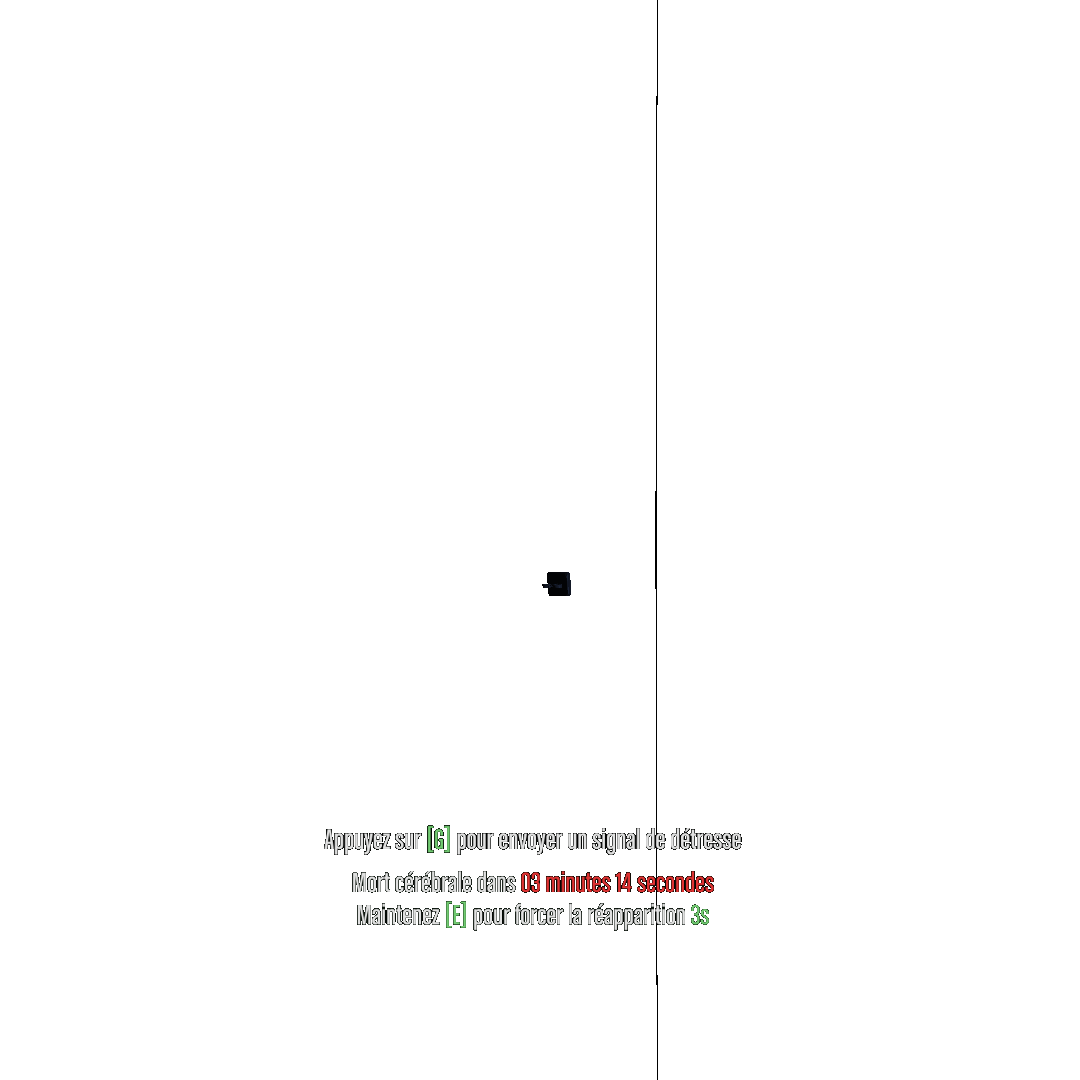 Appuyez sur [G] pour envoyer un signal de détresse
Mort cérébrale dans 03 minutes 14 secondes
Maintenez [E] pour forcer la réapparition 3s